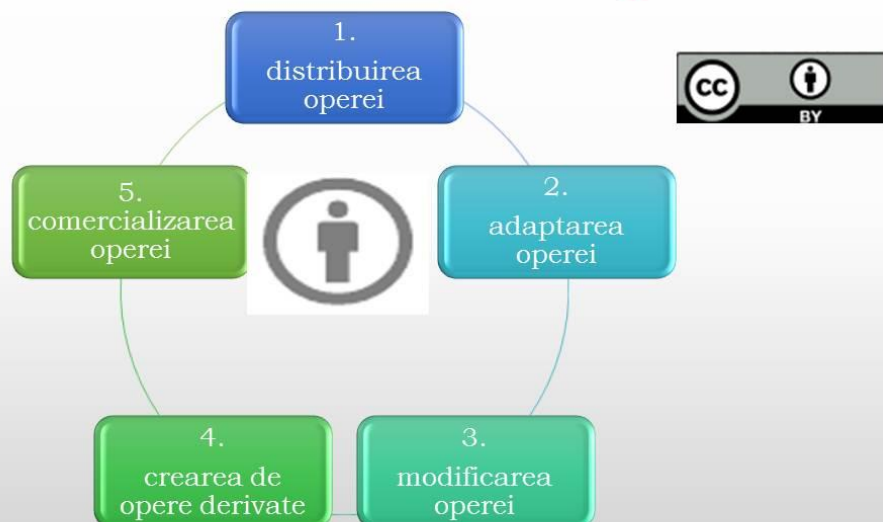 1.
distribuirea
operei
cc
BY
5.
comercializarea
operei
2.
adaptarea
operei
4.
crearea de
opere derivate
3.
modificarea
operei